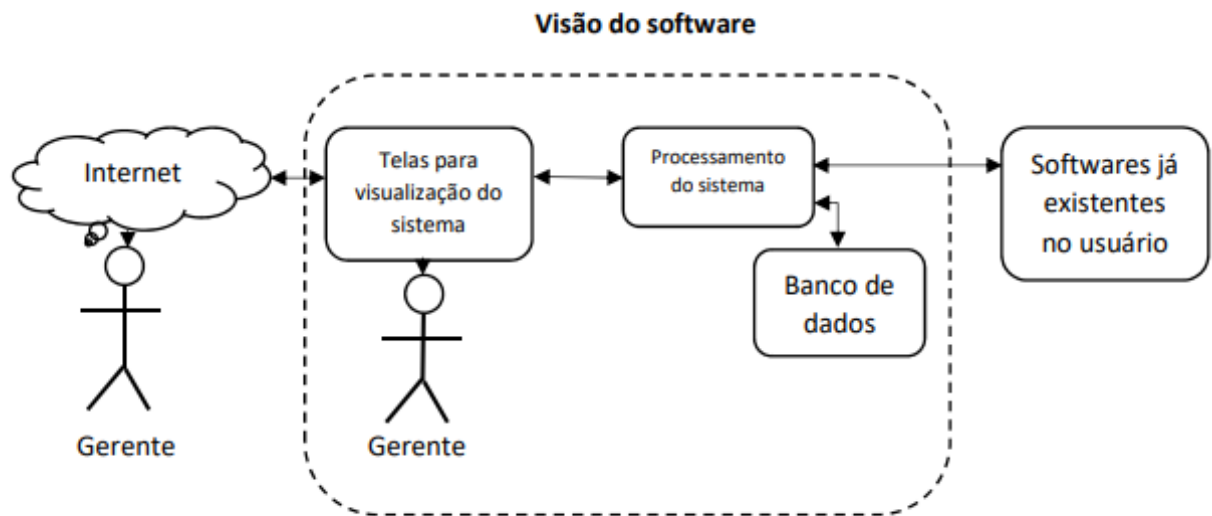 Visão do software
Internet
Telas para
visualização do
sistema
Processamento
do sistema
Softwares já
existentes
no usuário
Banco de
dados
Gerente
Gerente